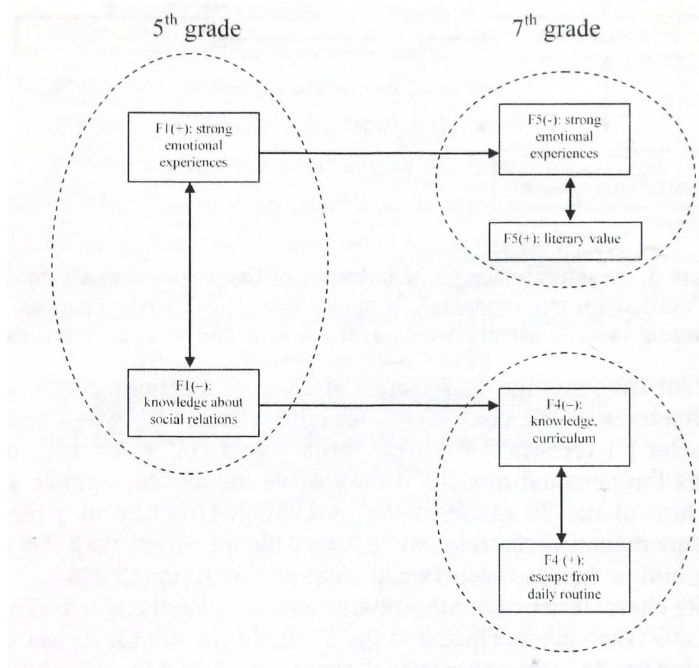 5th grade
7th grade
F1(+): strong
emotional
experiences.
F5(-): strong
emotional
experiences
F5(+): literary value
F1(–):
knowledge about
social relations
F4(–):
knowledge,
curriculum
F4 (+):
escape from
daily routine